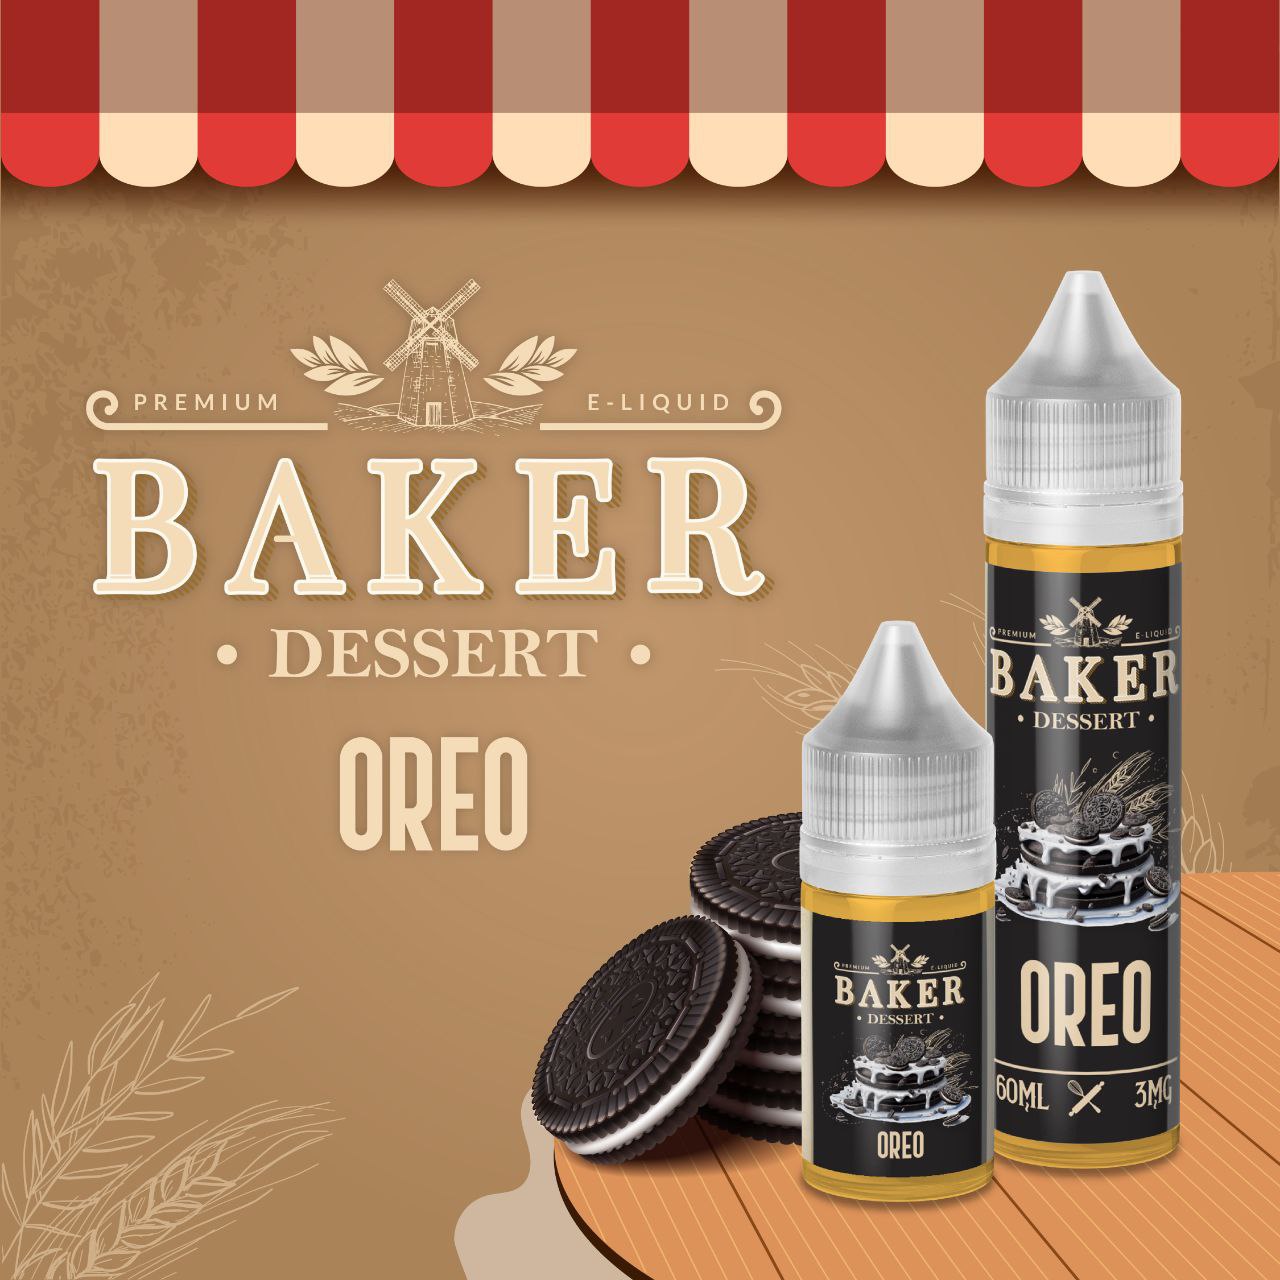 PREMIUM E-LIQUID
BAKER
• DESSERT •
OREO
PREMIUM E-LIQUID
BAKER
• DESSERT •
OREO
60ML 3MG
PREMIUM E-LIQUID
BAKER
• DESSERT •
OREO